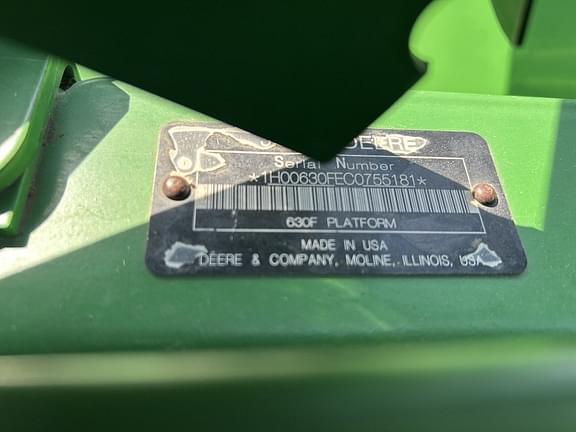 DEERE
Serial Number
*1H00630FEC0755181*
630F PLATFORM
MADE IN USA
DEERE & COMPANY, MOLINE, ILLINOIS, USA